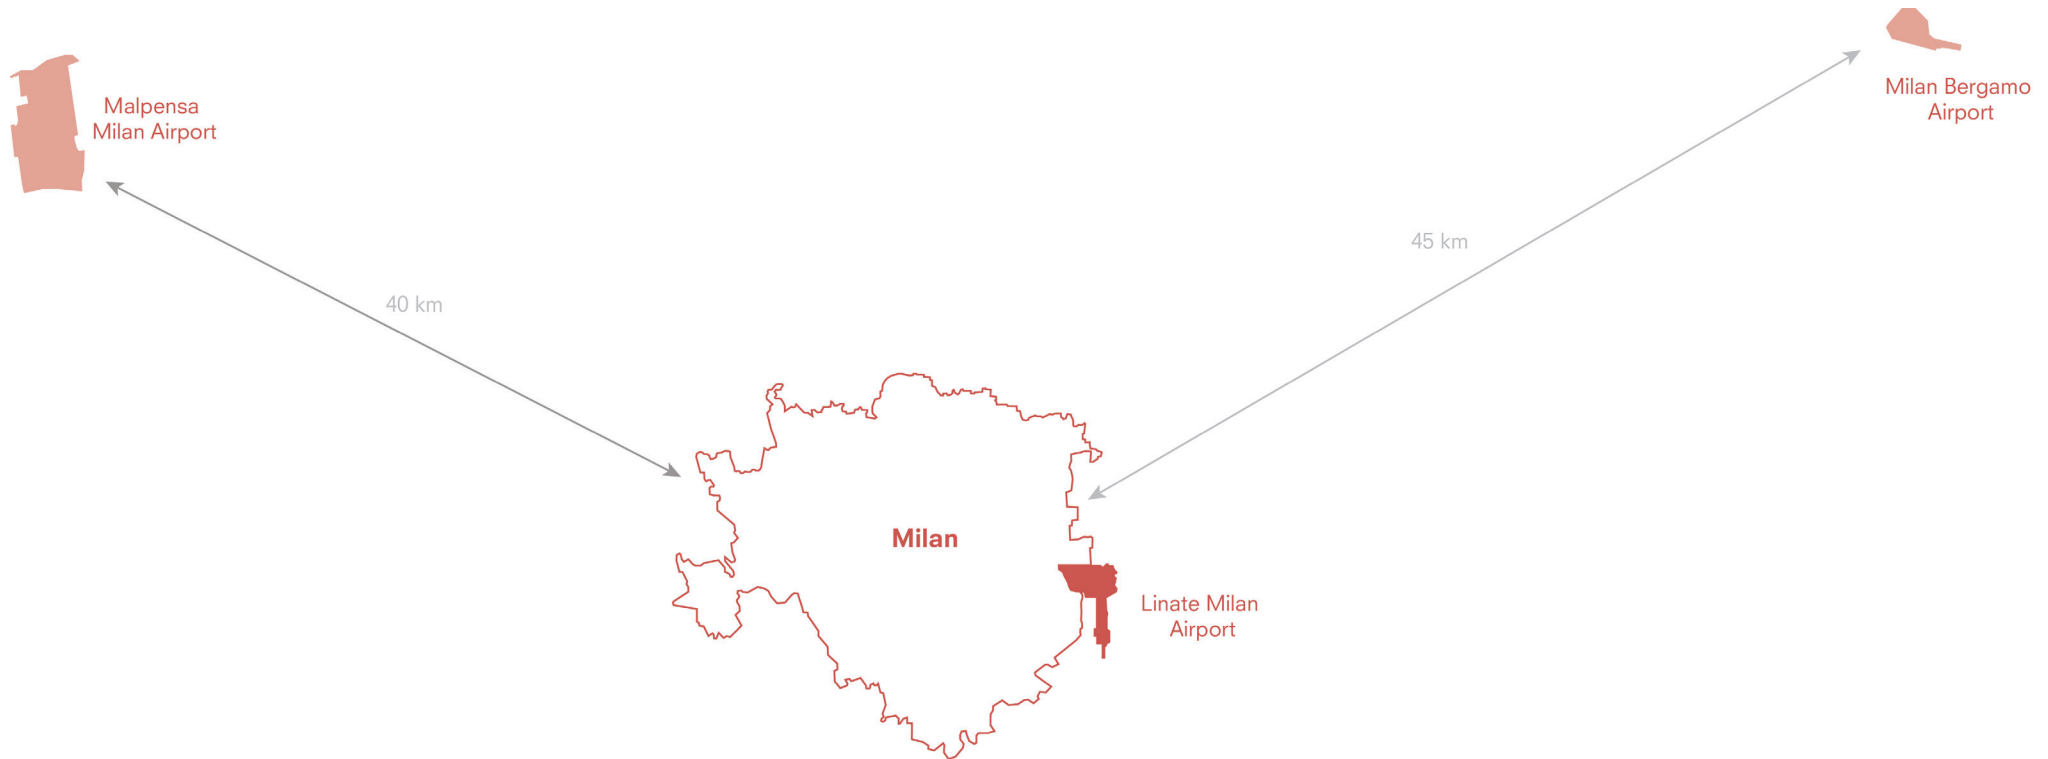 Malpensa
Milan Airport
Milan Bergamo
Airport
45 km
40 km
Milan
Linate Milan
Airport